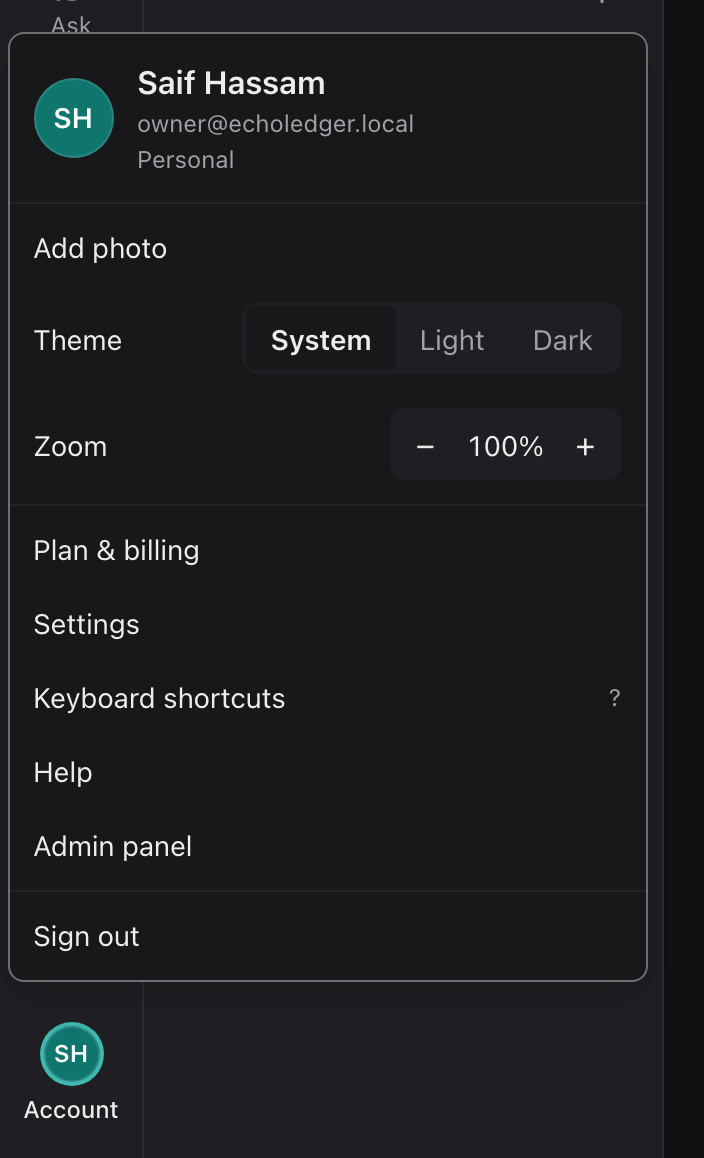 Ask
SH
Saif Hassam
owner@echoledger.local
Personal
Add photo
Theme System Light Dark
Zoom − 100% +
Plan & billing
Settings
Keyboard shortcuts ?
Help
Admin panel
Sign out
SH
Account